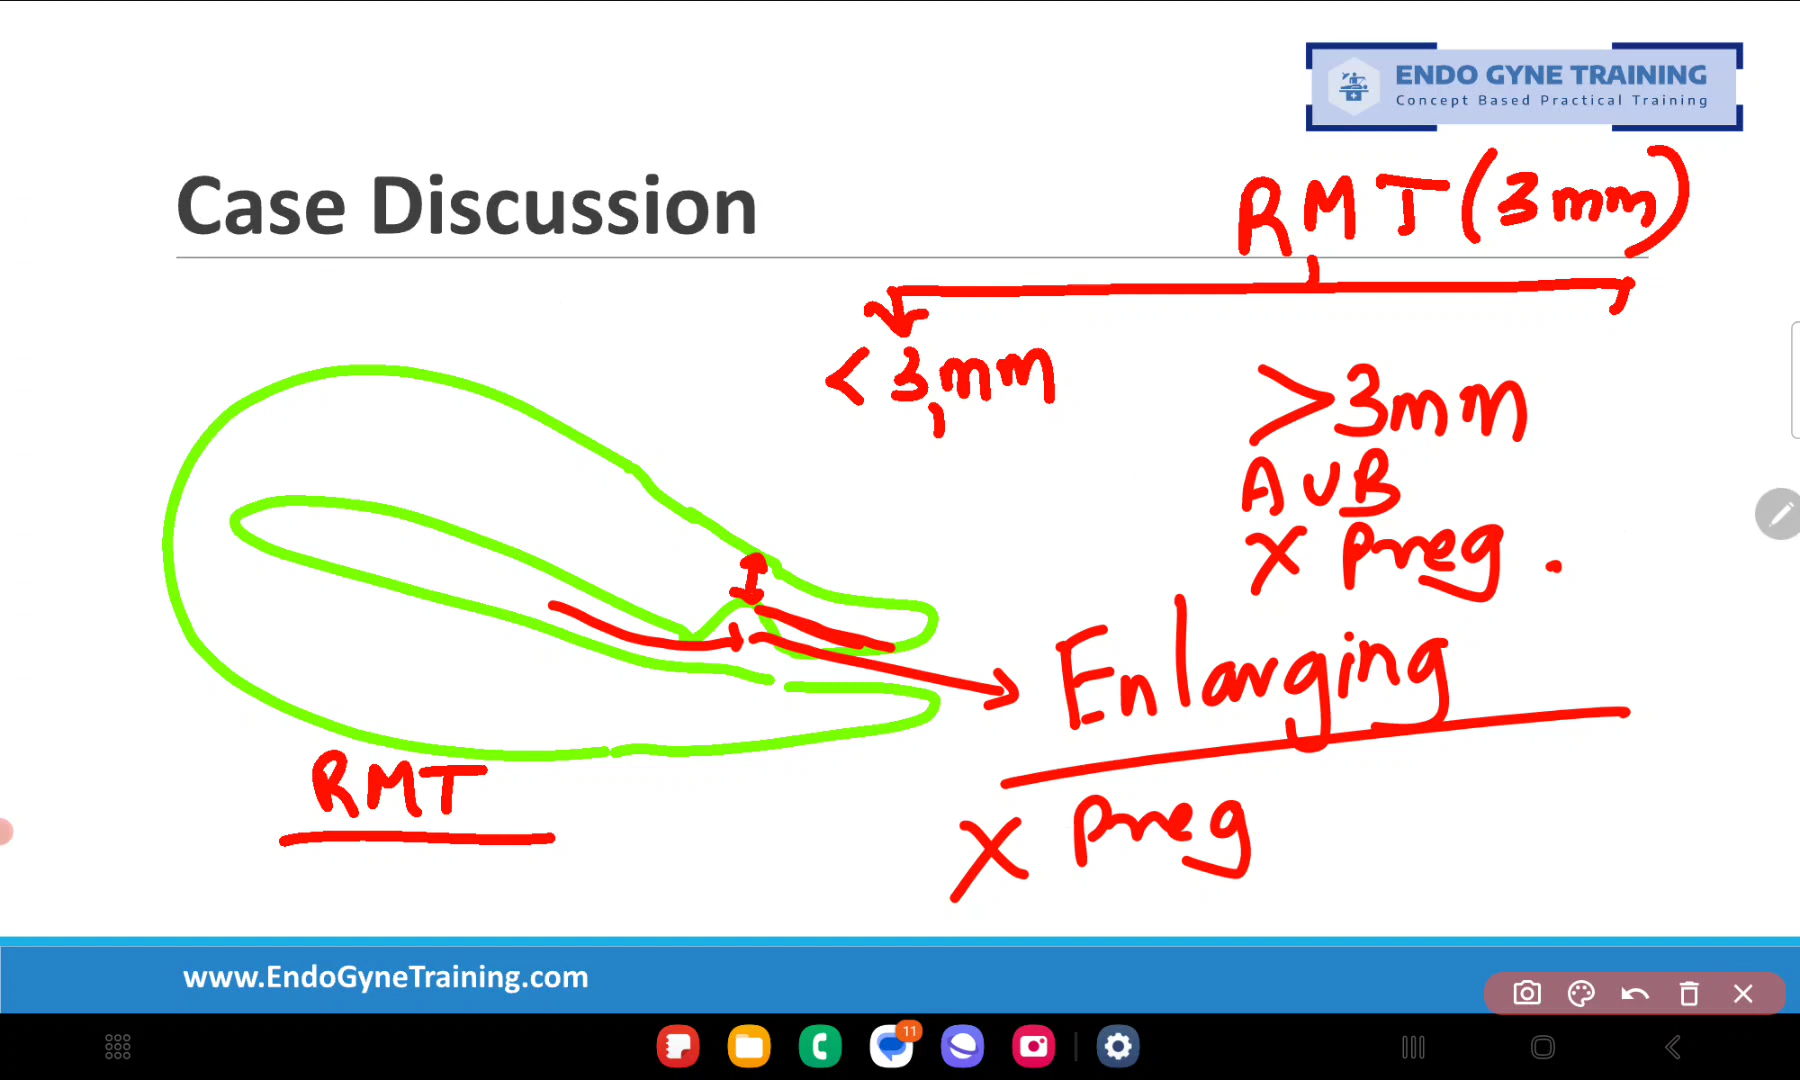 ENDO GYNE TRAINING
Concept Based Practical Training
Case Discussion
RMT (3mm)
<3mm
>3mm
AUB
X Preg.
Enlarging
X Preg
RMT
www.EndoGyneTraining.com
11